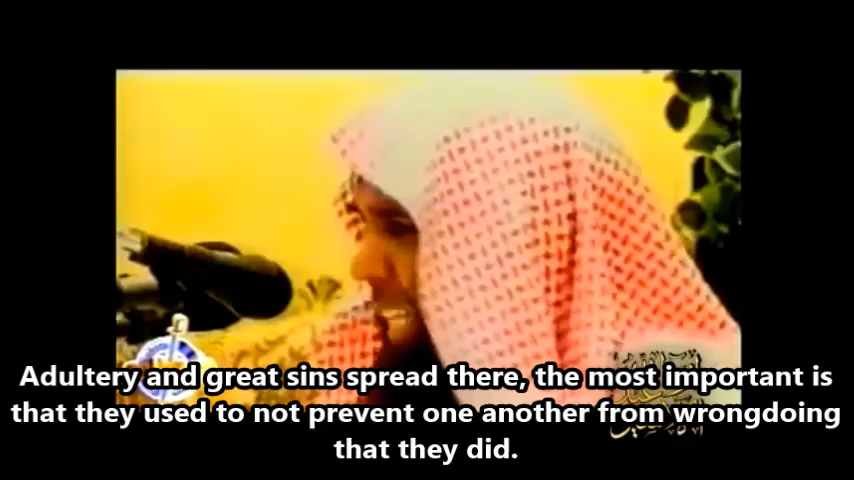 Adultery and great sins spread there, the most important is
that they used to not prevent one another from wrongdoing
that they did.